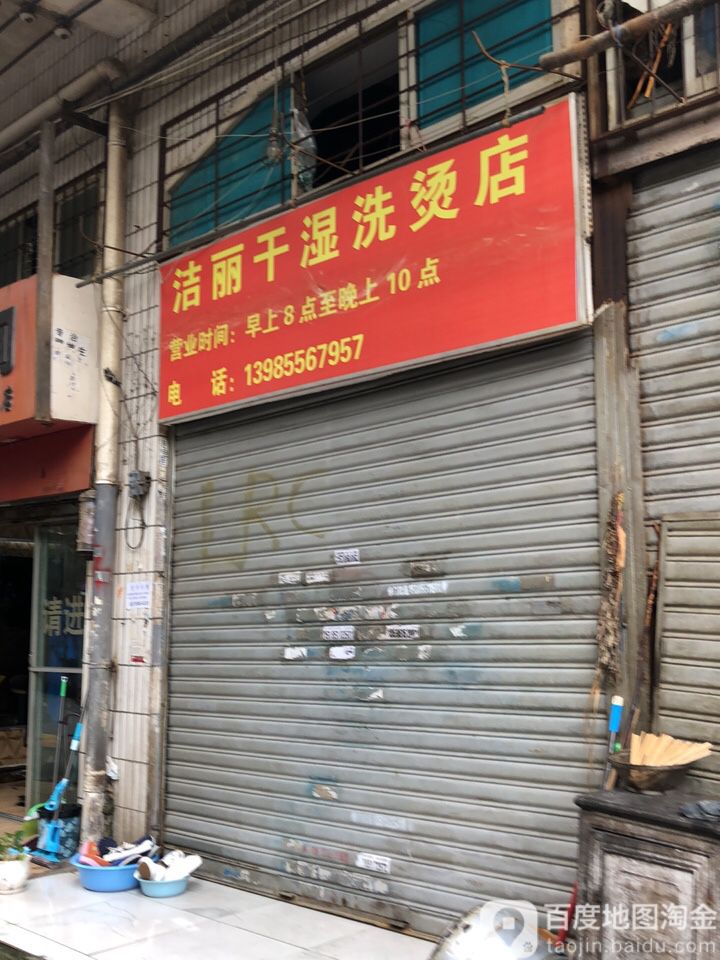 洁丽干湿洗烫店
营业时间：早上8点至晚上10点
电 话：13985567957
LRC
请进
百度地图淘金
taojin.baidu.com